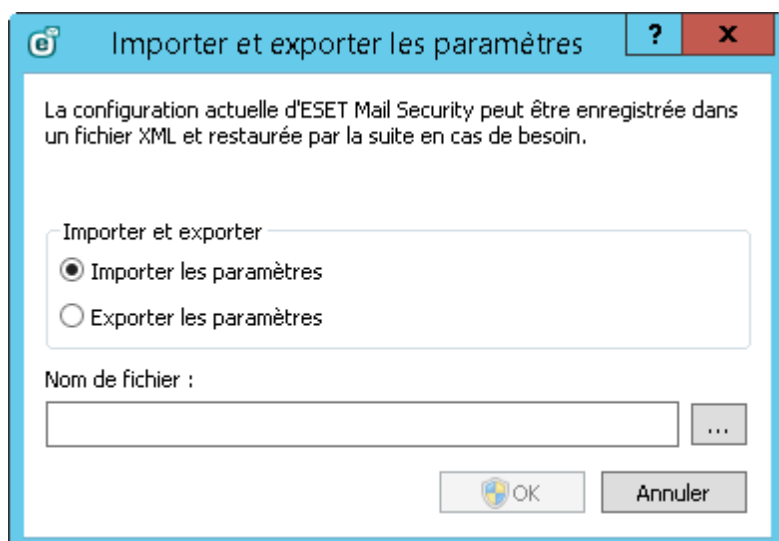 Importer et exporter les paramètres
?
x
La configuration actuelle d'ESET Mail Security peut être enregistrée dans
un fichier XML et restaurée par la suite en cas de besoin.
Importer et exporter
Importer les paramètres
Exporter les paramètres
Nom de fichier :
...
OK
Annuler